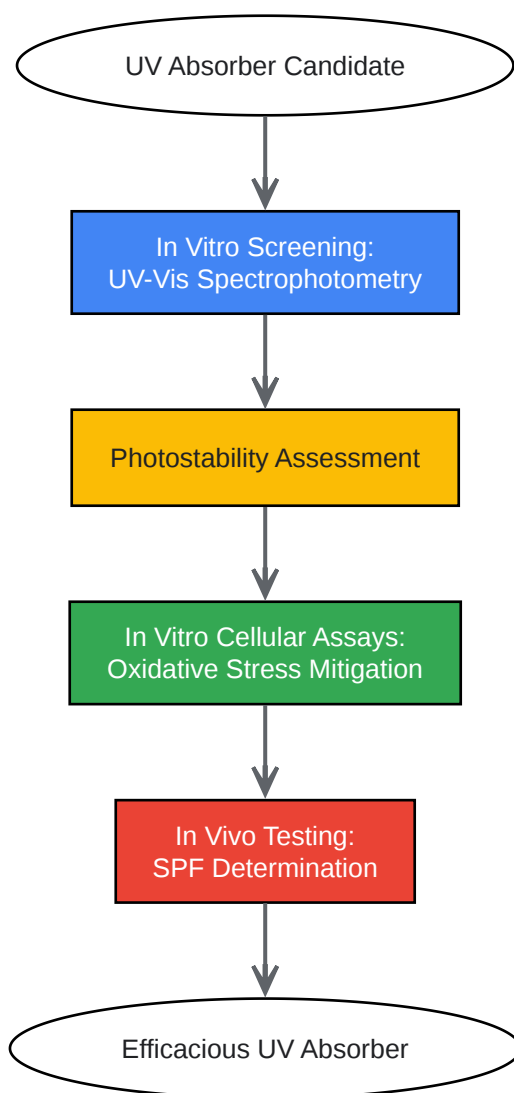 UV Absorber Candidate
In Vitro Screening:
UV-Vis Spectrophotometry
Photostability Assessment
In Vitro Cellular Assays:
Oxidative Stress Mitigation
In Vivo Testing:
SPF Determination
Efficacious UV Absorber